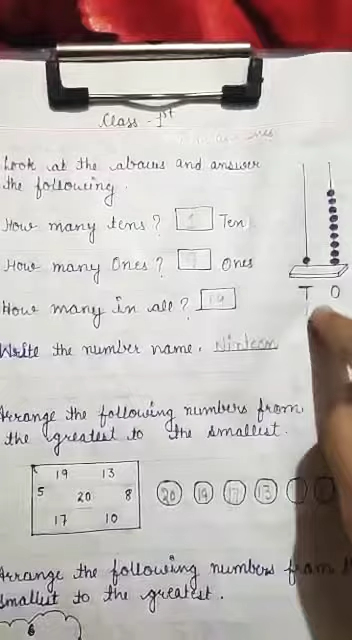 Class - 1st
Look at the abacus and answer
the following.
How many tens? 1 Ten
How many Ones? 9 Ones
T O
How many in all? 19
Write the number name. Ninteen
Arrange the following numbers from
the greatest to the smallest.
19 13
5 20 8
17 10
20 19 17 13
Arrange the following numbers from
smallest to the greatest.
6